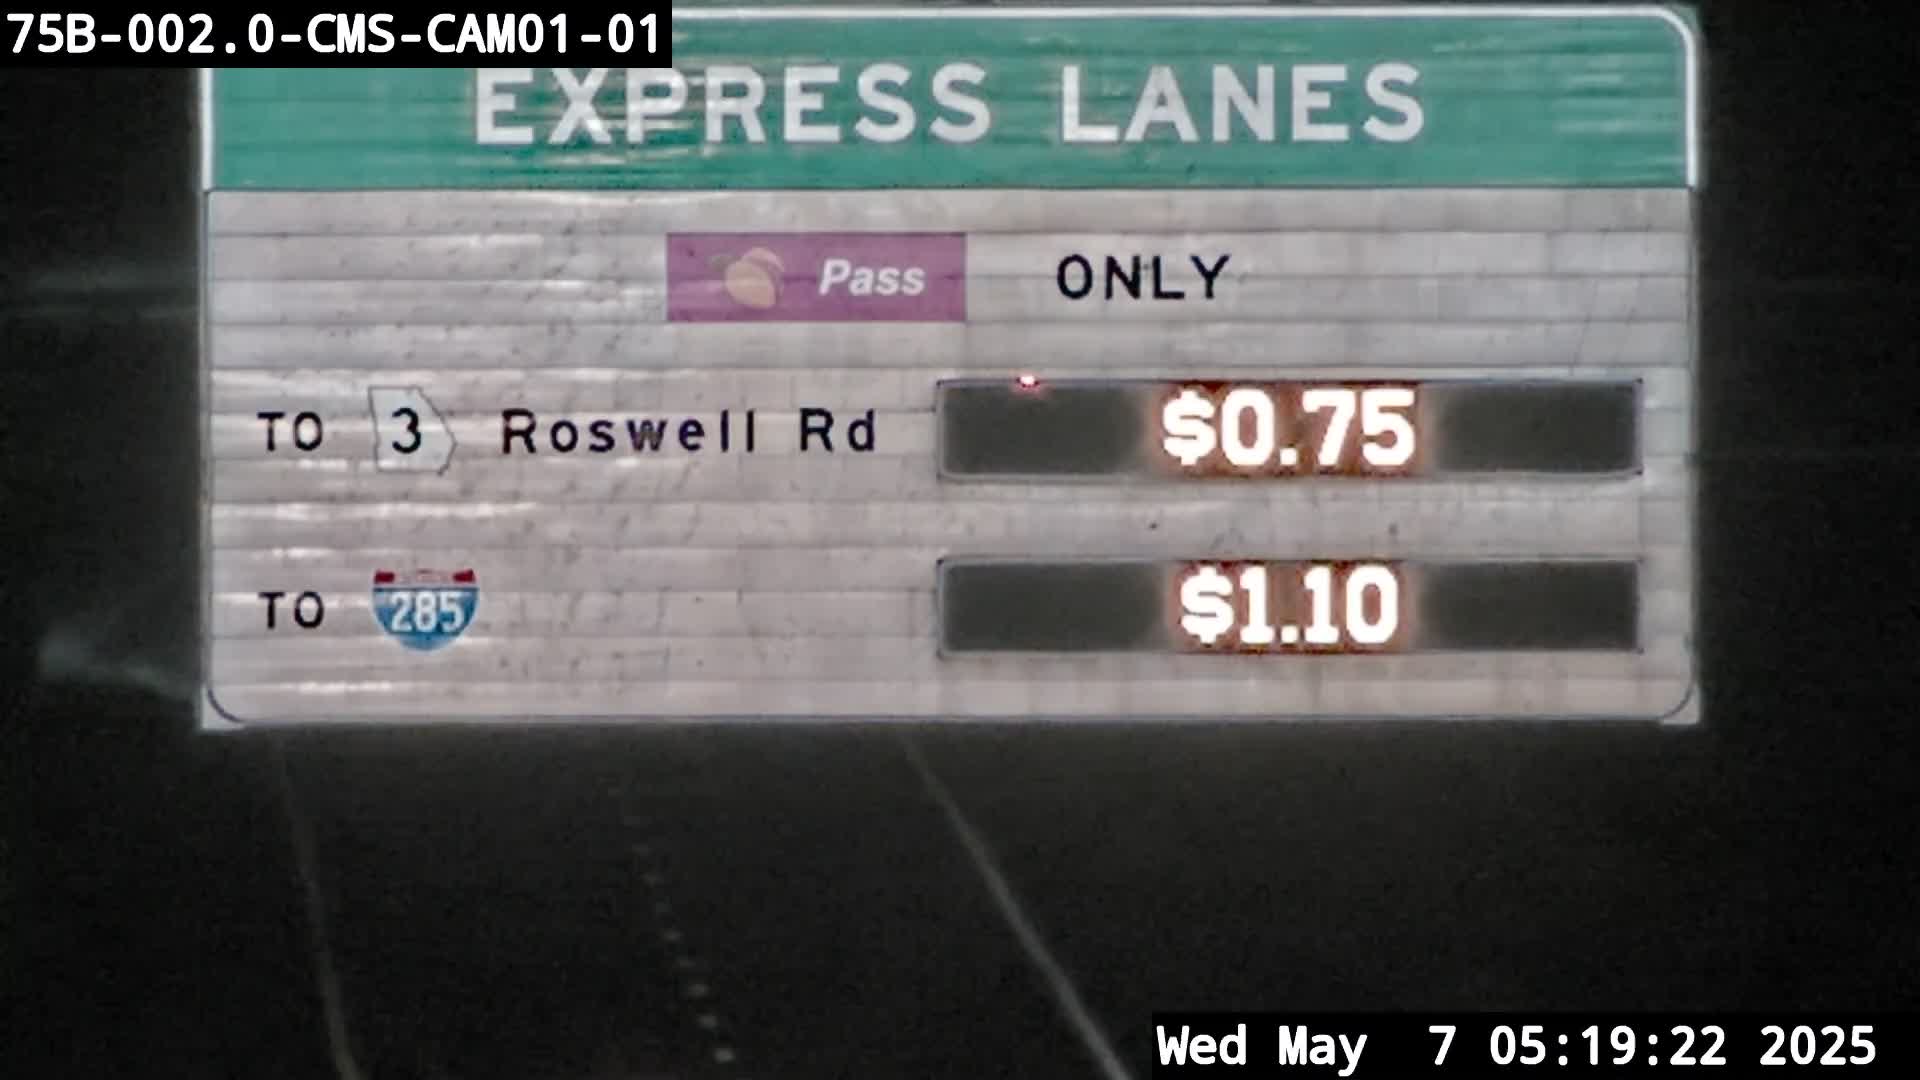 75B-002.0-CMS-CAM01-01
EXPRESS LANES
Pass ONLY
TO 3 Roswell Rd $0.75
TO 285 $1.10
Wed May 7 05:19:22 2025